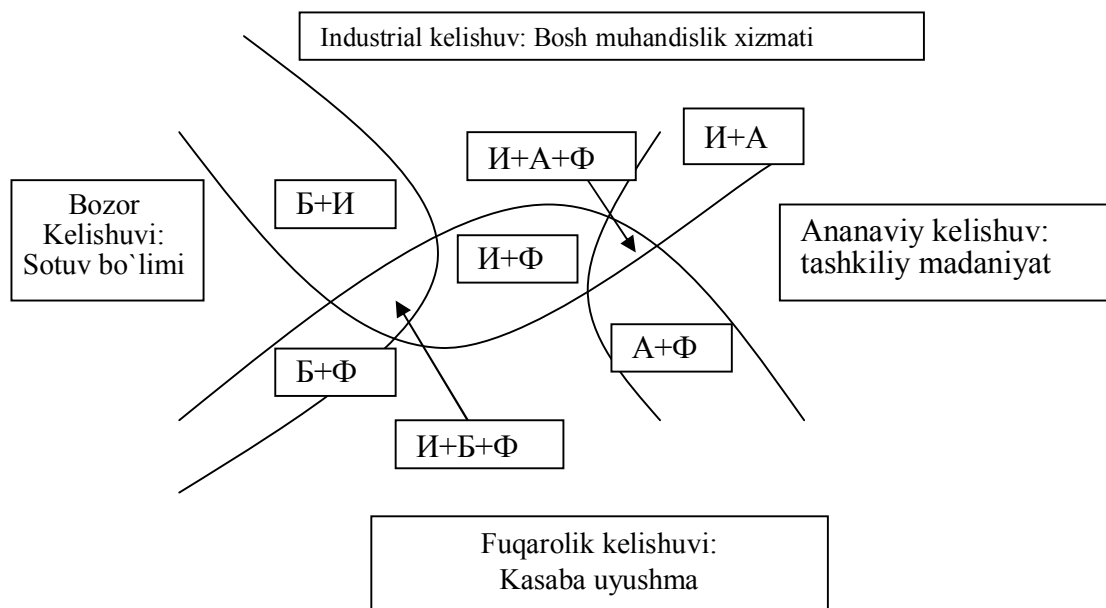 Industrial kelishuv: Bosh muhandislik xizmati
И+А
И+А+Ф
Bozor
Kelishuvi:
Sotuv bo`limi
Б+И
И+Ф
Ananaviy kelishuv:
tashkiliy madaniyat
Б+Ф
А+Ф
И+Б+Ф
Fuqarolik kelishuvi:
Kasaba uyushma